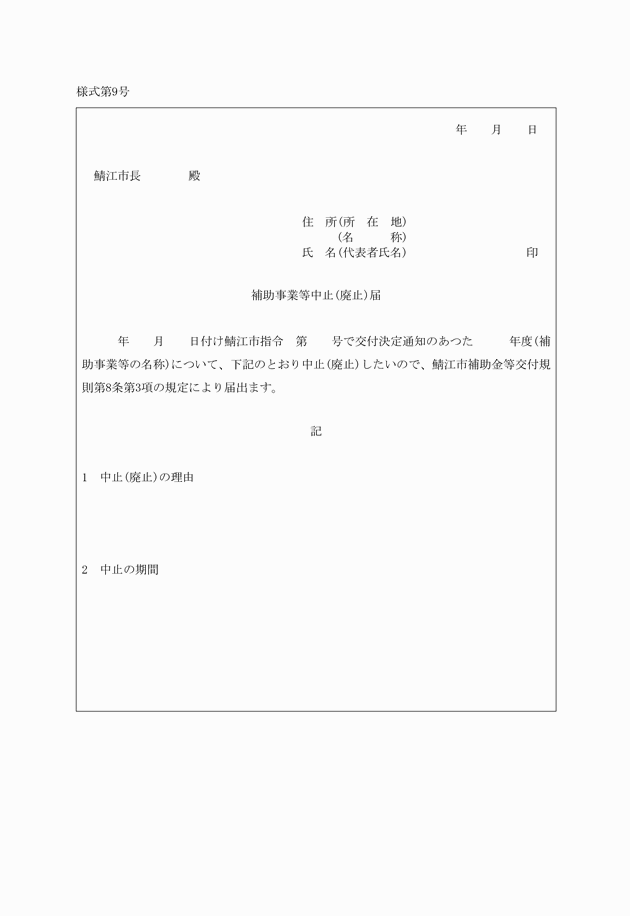 様式第9号
年　　月　　日
鯖江市長　　　　殿
住　所(所　在　地)
(名　　　称)
氏　名(代表者氏名)　　　　　　　　　　印
補助事業等中止(廃止)届
年　　月　　日付け鯖江市指令　第　　号で交付決定通知のあつた　　　年度(補
助事業等の名称)について、下記のとおり中止(廃止)したいので、鯖江市補助金等交付規
則第8条第3項の規定により届出ます。
記
1　中止(廃止)の理由
2　中止の期間